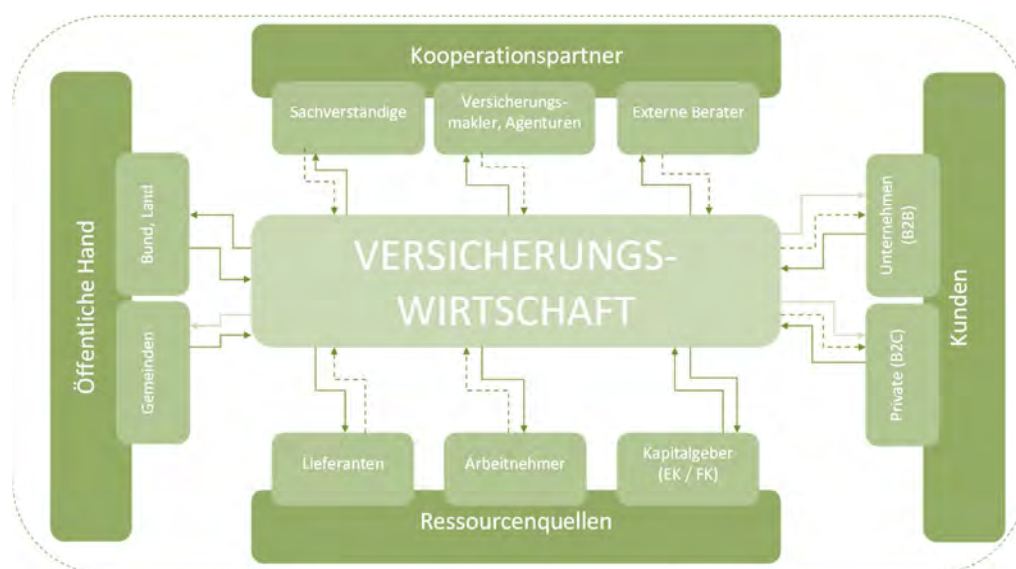 Kooperationspartner
Sachverständige
Versicherungs-
makler, Agenturen
Externe Berater
Öffentliche Hand
Bund, Land
Gemeinden
VERSICHERUNGS-
WIRTSCHAFT
Unternehmen
(B2B)
Private (B2C)
Kunden
Lieferanten
Arbeitnehmer
Kapitalgeber
(EK / FK)
Ressourcenquellen